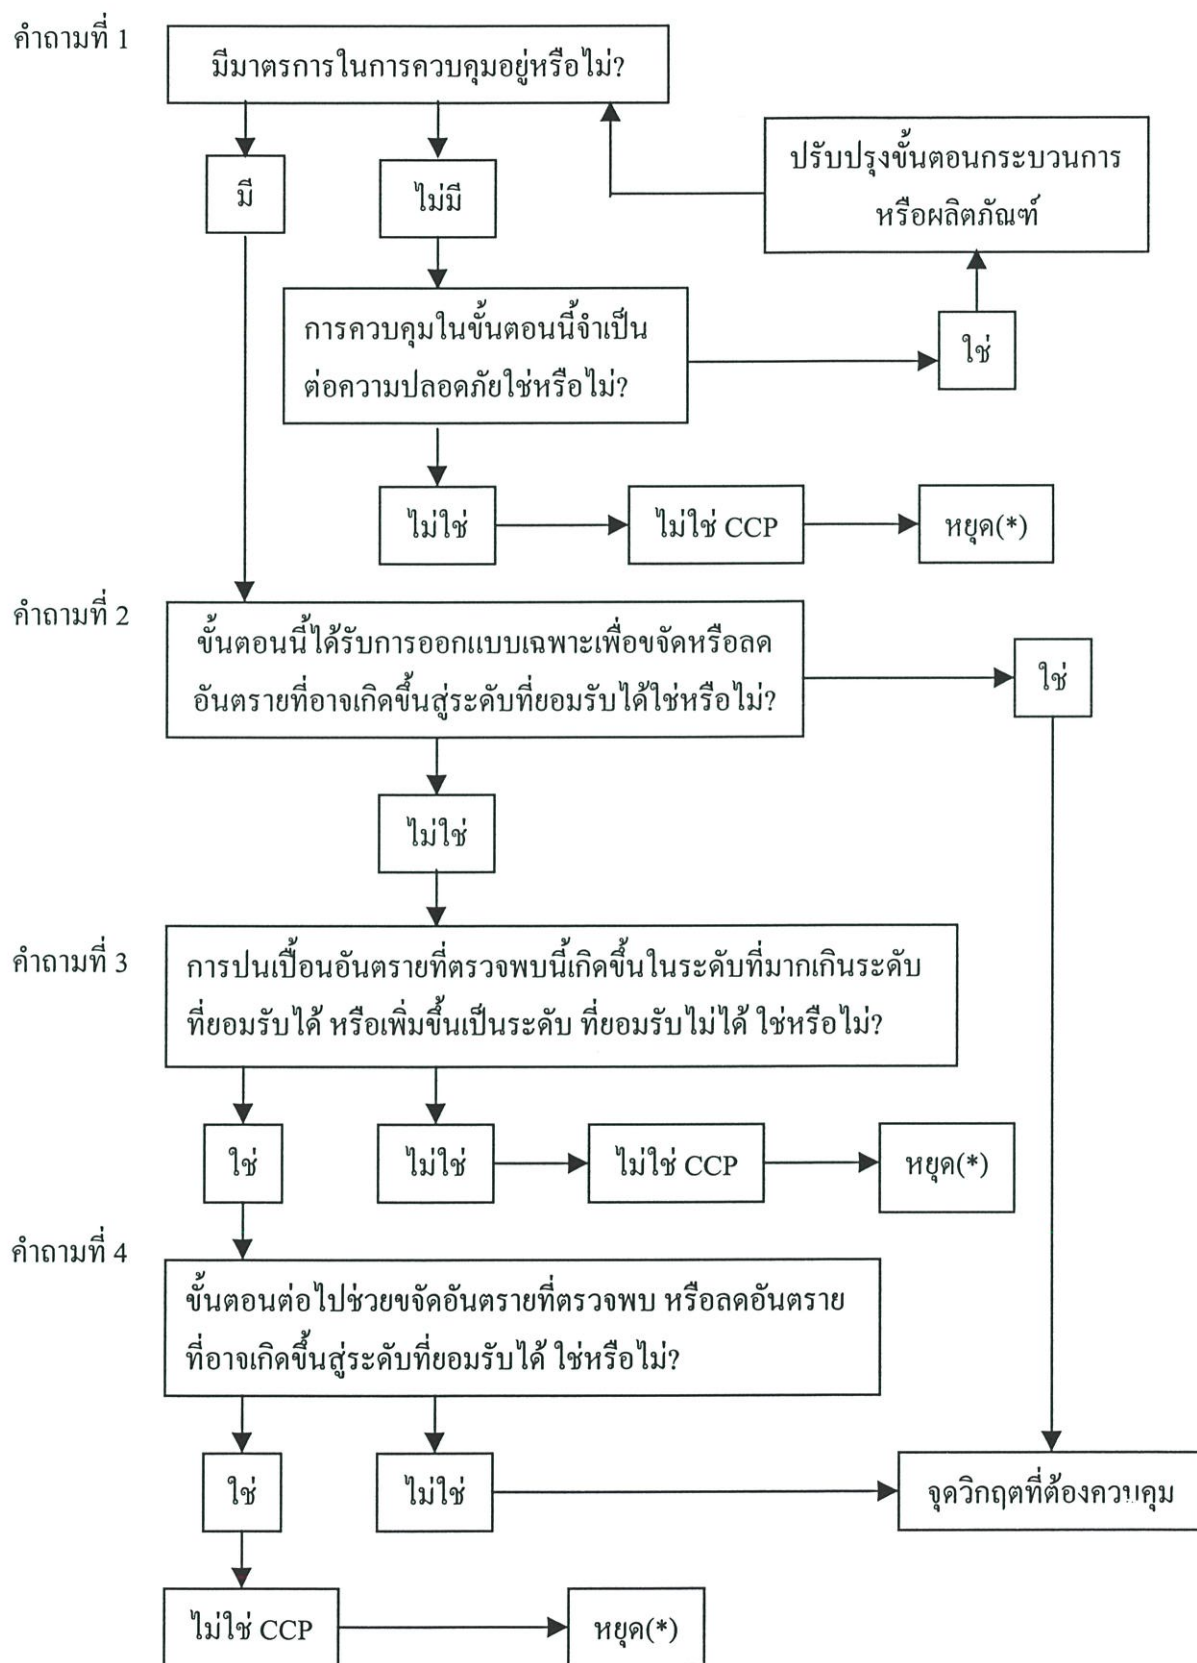 คำถามที่ 1
มีมาตรการในการควบคุมอยู่หรือไม่?
ปรับปรุงขั้นตอนกระบวนการ
หรือผลิตภัณฑ์
มี
ไม่มี
การควบคุมในขั้นตอนนี้จำเป็น
ต่อความปลอดภัยใช่หรือไม่?
ใช่
ไม่ใช่
ไม่ใช่ CCP
หยุด(*)
คำถามที่ 2
ขั้นตอนนี้ได้รับการออกแบบเฉพาะเพื่อขจัดหรือลด
อันตรายที่อาจเกิดขึ้นสู่ระดับที่ยอมรับได้ใช่หรือไม่?
ใช่
ไม่ใช่
คำถามที่ 3
การปนเปื้อนอันตรายที่ตรวจพบนี้เกิดขึ้นในระดับที่มากเกินระดับ
ที่ยอมรับได้ หรือเพิ่มขึ้นเป็นระดับ ที่ยอมรับไม่ได้ ใช่หรือไม่?
ใช่
ไม่ใช่
ไม่ใช่ CCP
หยุด(*)
คำถามที่ 4
ขั้นตอนต่อไปช่วยขจัดอันตรายที่ตรวจพบ หรือลดอันตราย
ที่อาจเกิดขึ้นสู่ระดับที่ยอมรับได้ ใช่หรือไม่?
ใช่
ไม่ใช่
จุดวิกฤตที่ต้องควบคุม
ไม่ใช่ CCP
หยุด(*)